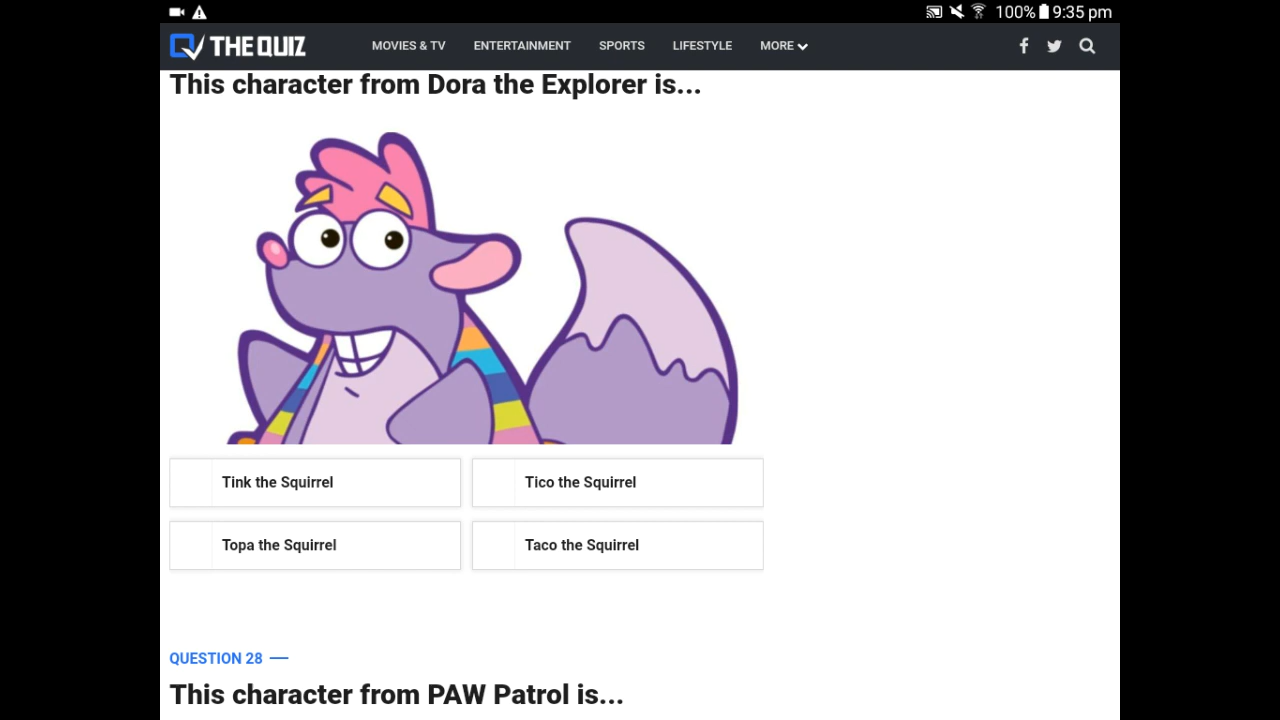 100% 9:35 pm
THE QUIZ MOVIES & TV ENTERTAINMENT SPORTS LIFESTYLE MORE
This character from Dora the Explorer is...
Tink the Squirrel Tico the Squirrel
Topa the Squirrel Taco the Squirrel
QUESTION 28
This character from PAW Patrol is...